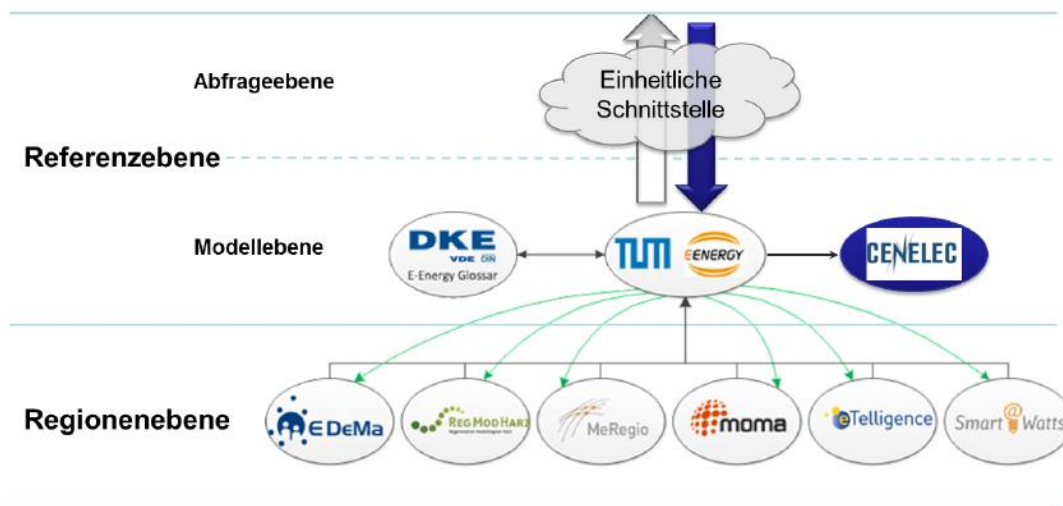 Abfrageebene
Einheitliche
Schnittstelle
Referenzebene
Modellebene
DKE
VDE DIN
E-Energy Glossar
TUM
E-ENERGY
CENELEC
Regionenebene
E DeMa
REGMODHARZ
MeRegio
moma
eTelligence
Smart @ Watts